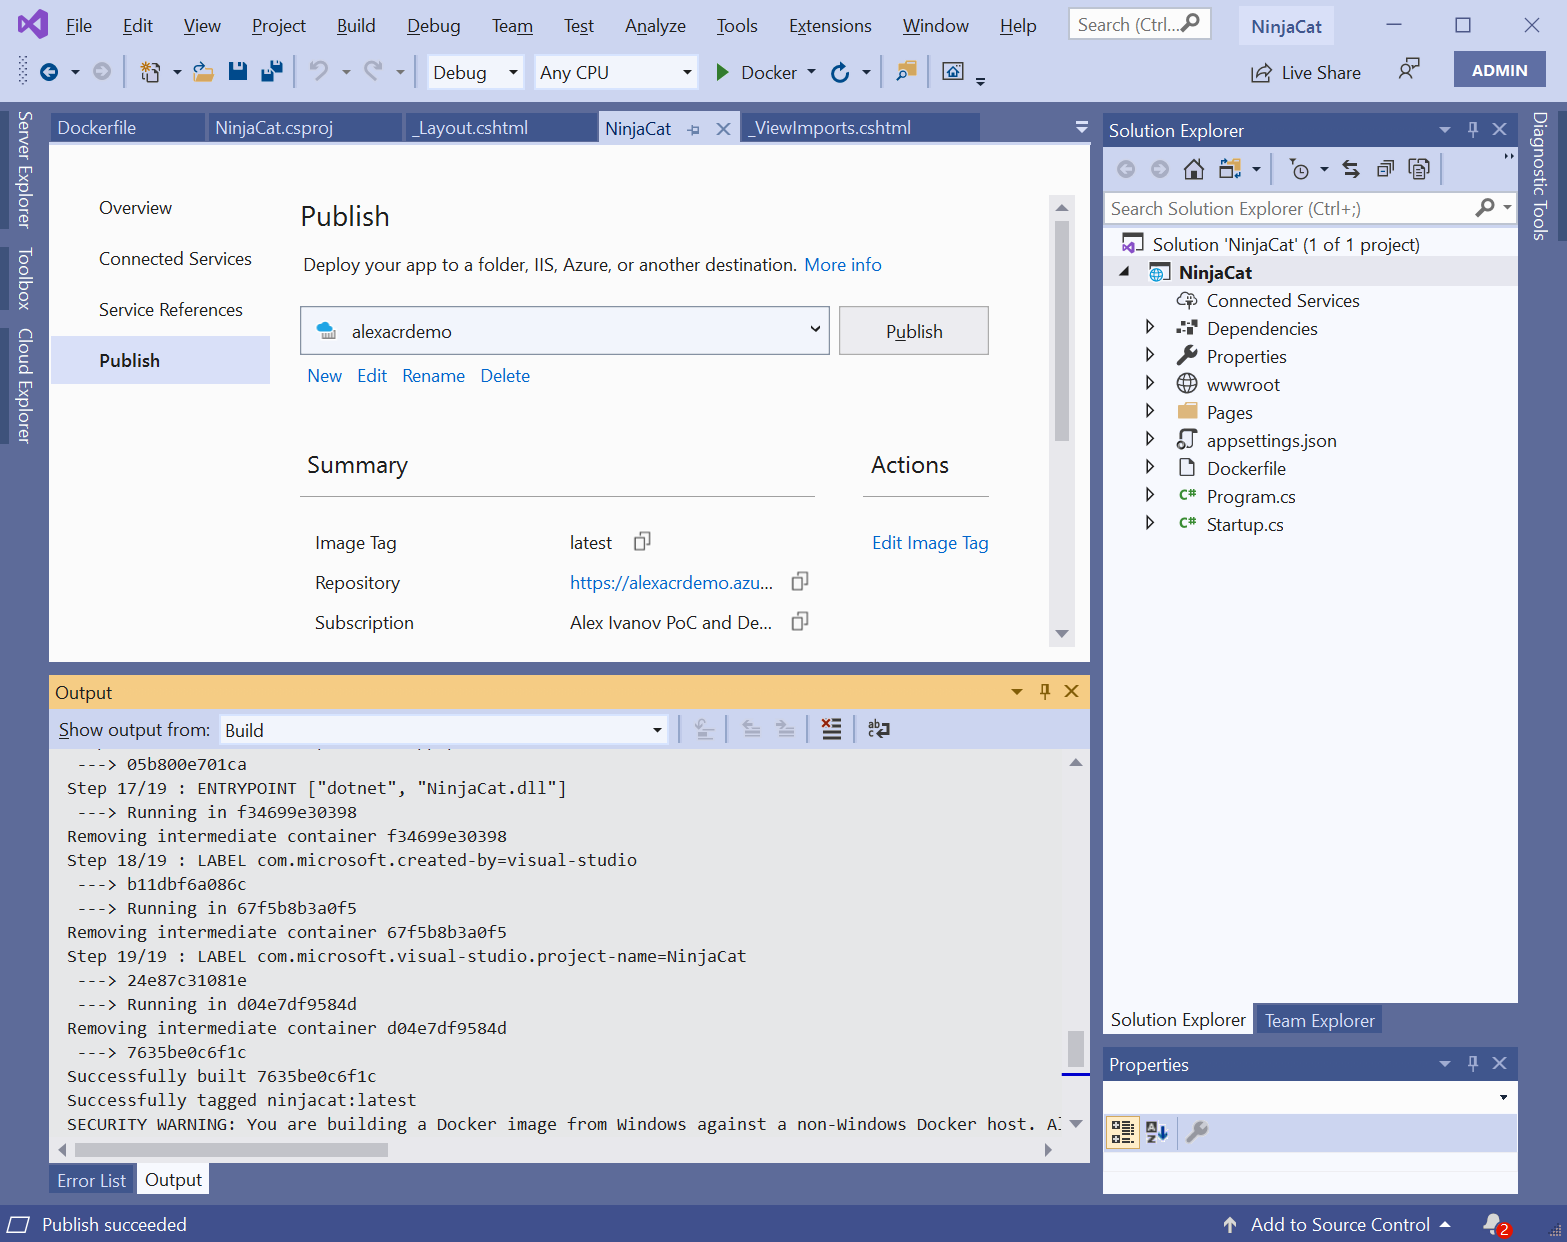 File Edit View Project Build Debug Team Test Analyze Tools Extensions Window Help Search (Ctrl... NinjaCat
Debug Any CPU Docker Live Share ADMIN
Server Explorer
Toolbox
Cloud Explorer
Dockerfile NinjaCat.csproj _Layout.cshtml NinjaCat _ViewImports.cshtml
Overview
Connected Services
Service References
Publish
Publish
Deploy your app to a folder, IIS, Azure, or another destination. More info
alexacrdemo Publish
New Edit Rename Delete
Summary Actions
Image Tag latest Edit Image Tag
Repository https://alexacrdemo.azu...
Subscription Alex Ivanov PoC and De...
Output
Show output from: Build
---> 05b800e701ca
Step 17/19 : ENTRYPOINT ["dotnet", "NinjaCat.dll"]
---> Running in f34699e30398
Removing intermediate container f34699e30398
Step 18/19 : LABEL com.microsoft.created-by=visual-studio
---> b11dbf6a086c
---> Running in 67f5b8b3a0f5
Removing intermediate container 67f5b8b3a0f5
Step 19/19 : LABEL com.microsoft.visual-studio.project-name=NinjaCat
---> 24e87c31081e
---> Running in d04e7df9584d
Removing intermediate container d04e7df9584d
---> 7635be0c6f1c
Successfully built 7635be0c6f1c
Successfully tagged ninjacat:latest
SECURITY WARNING: You are building a Docker image from Windows against a non-Windows Docker host.
Error List Output
Solution Explorer
Search Solution Explorer (Ctrl+;)
Solution 'NinjaCat' (1 of 1 project)
NinjaCat
Connected Services
Dependencies
Properties
wwwroot
Pages
appsettings.json
Dockerfile
C# Program.cs
C# Startup.cs
Solution Explorer Team Explorer
Properties
Diagnostic Tools
Publish succeeded Add to Source Control 2